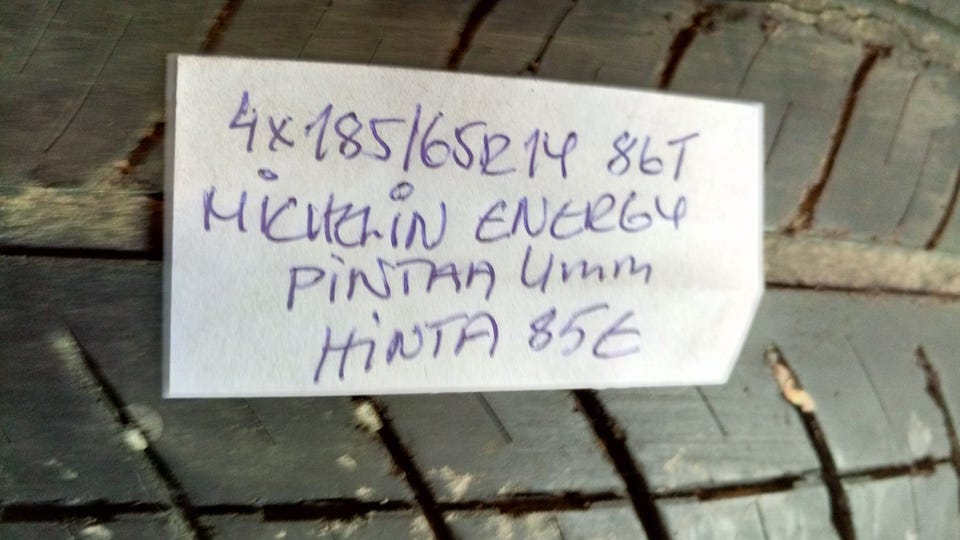 4x185/65R14 86T
MiCHELiN ENERGY
PiNTAA 4mm
HiNTA 85€